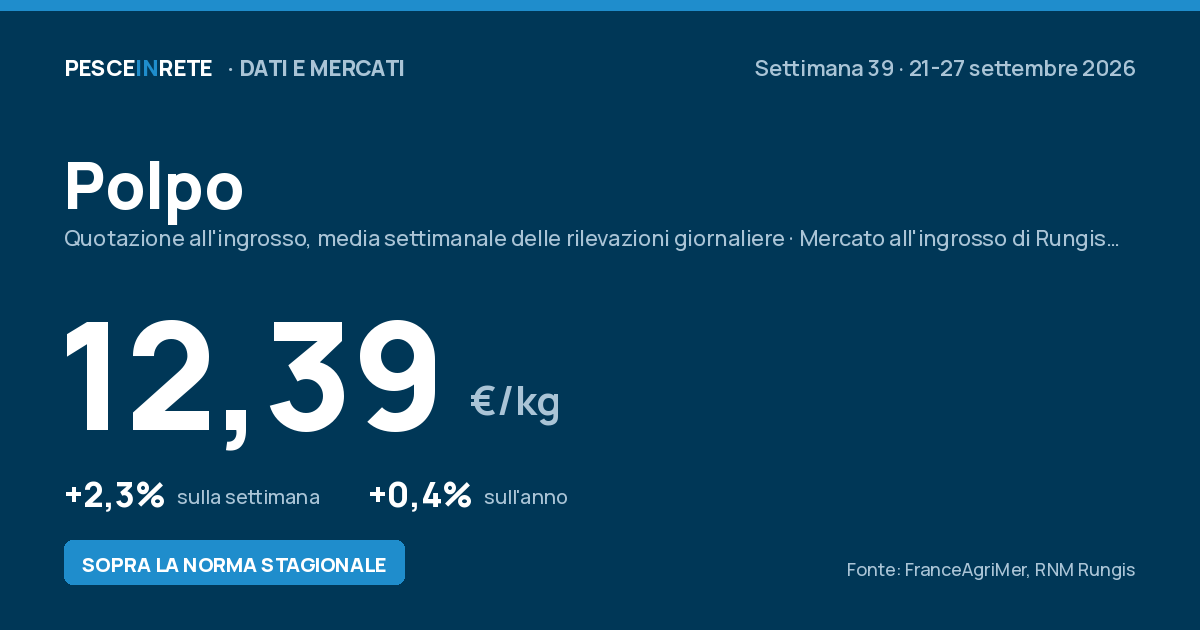 PESCEINRETE · DATI E MERCATI
Settimana 39 · 21-27 settembre 2026
Polpo
Quotazione all'ingrosso, media settimanale delle rilevazioni giornaliere · Mercato all'ingrosso di Rungis…
12,39 €/kg
+2,3% sulla settimana +0,4% sull'anno
SOPRA LA NORMA STAGIONALE
Fonte: FranceAgriMer, RNM Rungis